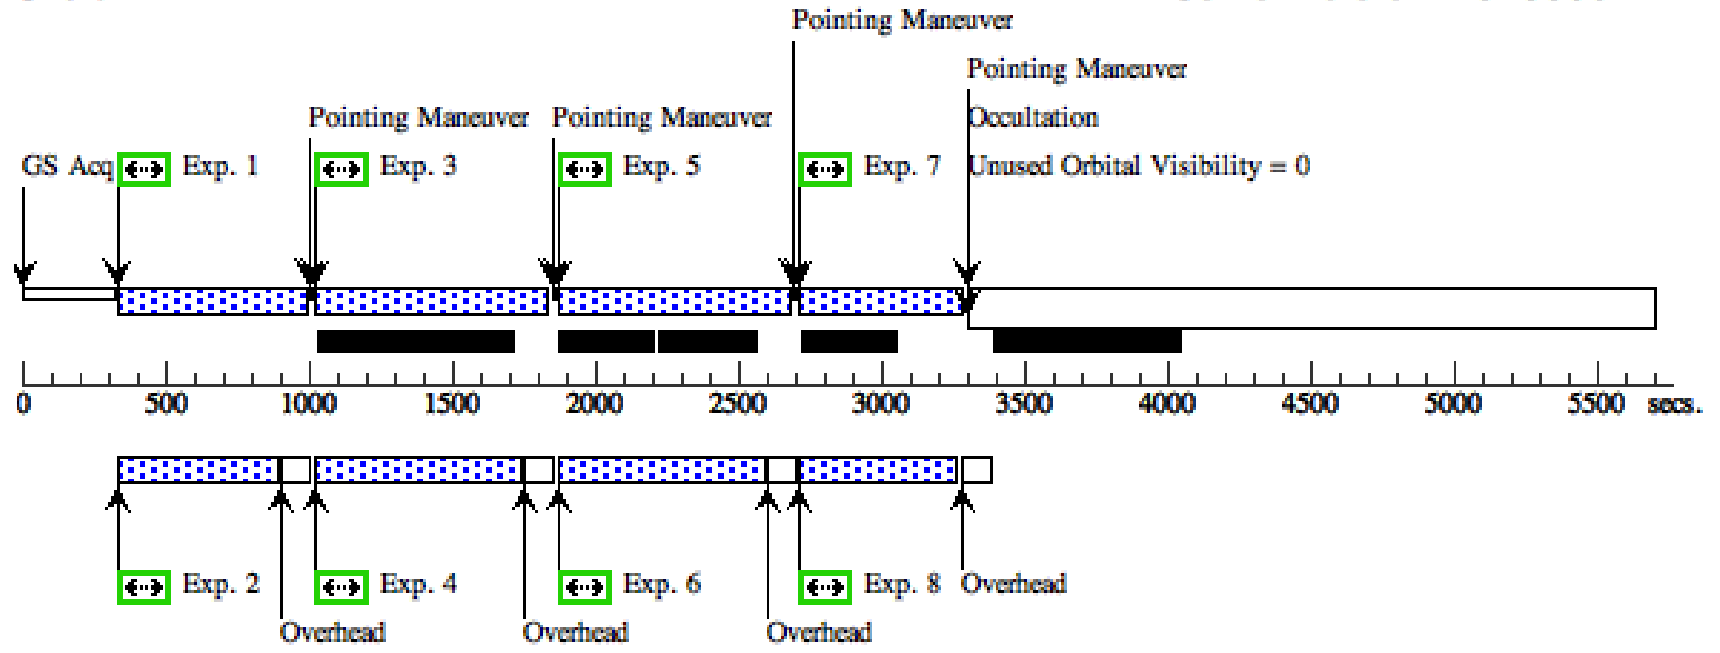 Pointing Maneuver
Pointing Maneuver
Pointing Maneuver Pointing Maneuver Occultation
GS Acq Exp. 1 Exp. 3 Exp. 5 Exp. 7 Unused Orbital Visibility = 0
0 500 1000 1500 2000 2500 3000 3500 4000 4500 5000 5500 secs.
Exp. 2 Exp. 4 Exp. 6 Exp. 8 Overhead
Overhead Overhead Overhead